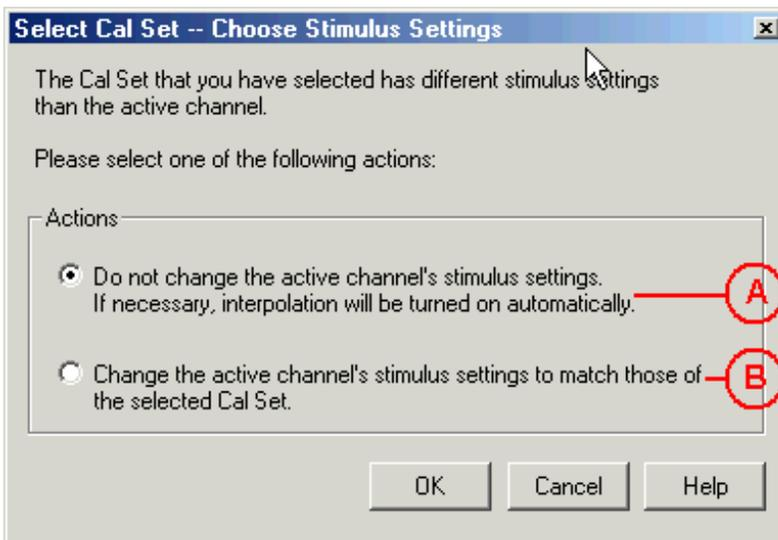 Select Cal Set -- Choose Stimulus Settings
The Cal Set that you have selected has different stimulus settings
than the active channel.
Please select one of the following actions:
Actions
Do not change the active channel's stimulus settings.
If necessary, interpolation will be turned on automatically.
A
Change the active channel's stimulus settings to match those of
the selected Cal Set.
B
OK
Cancel
Help